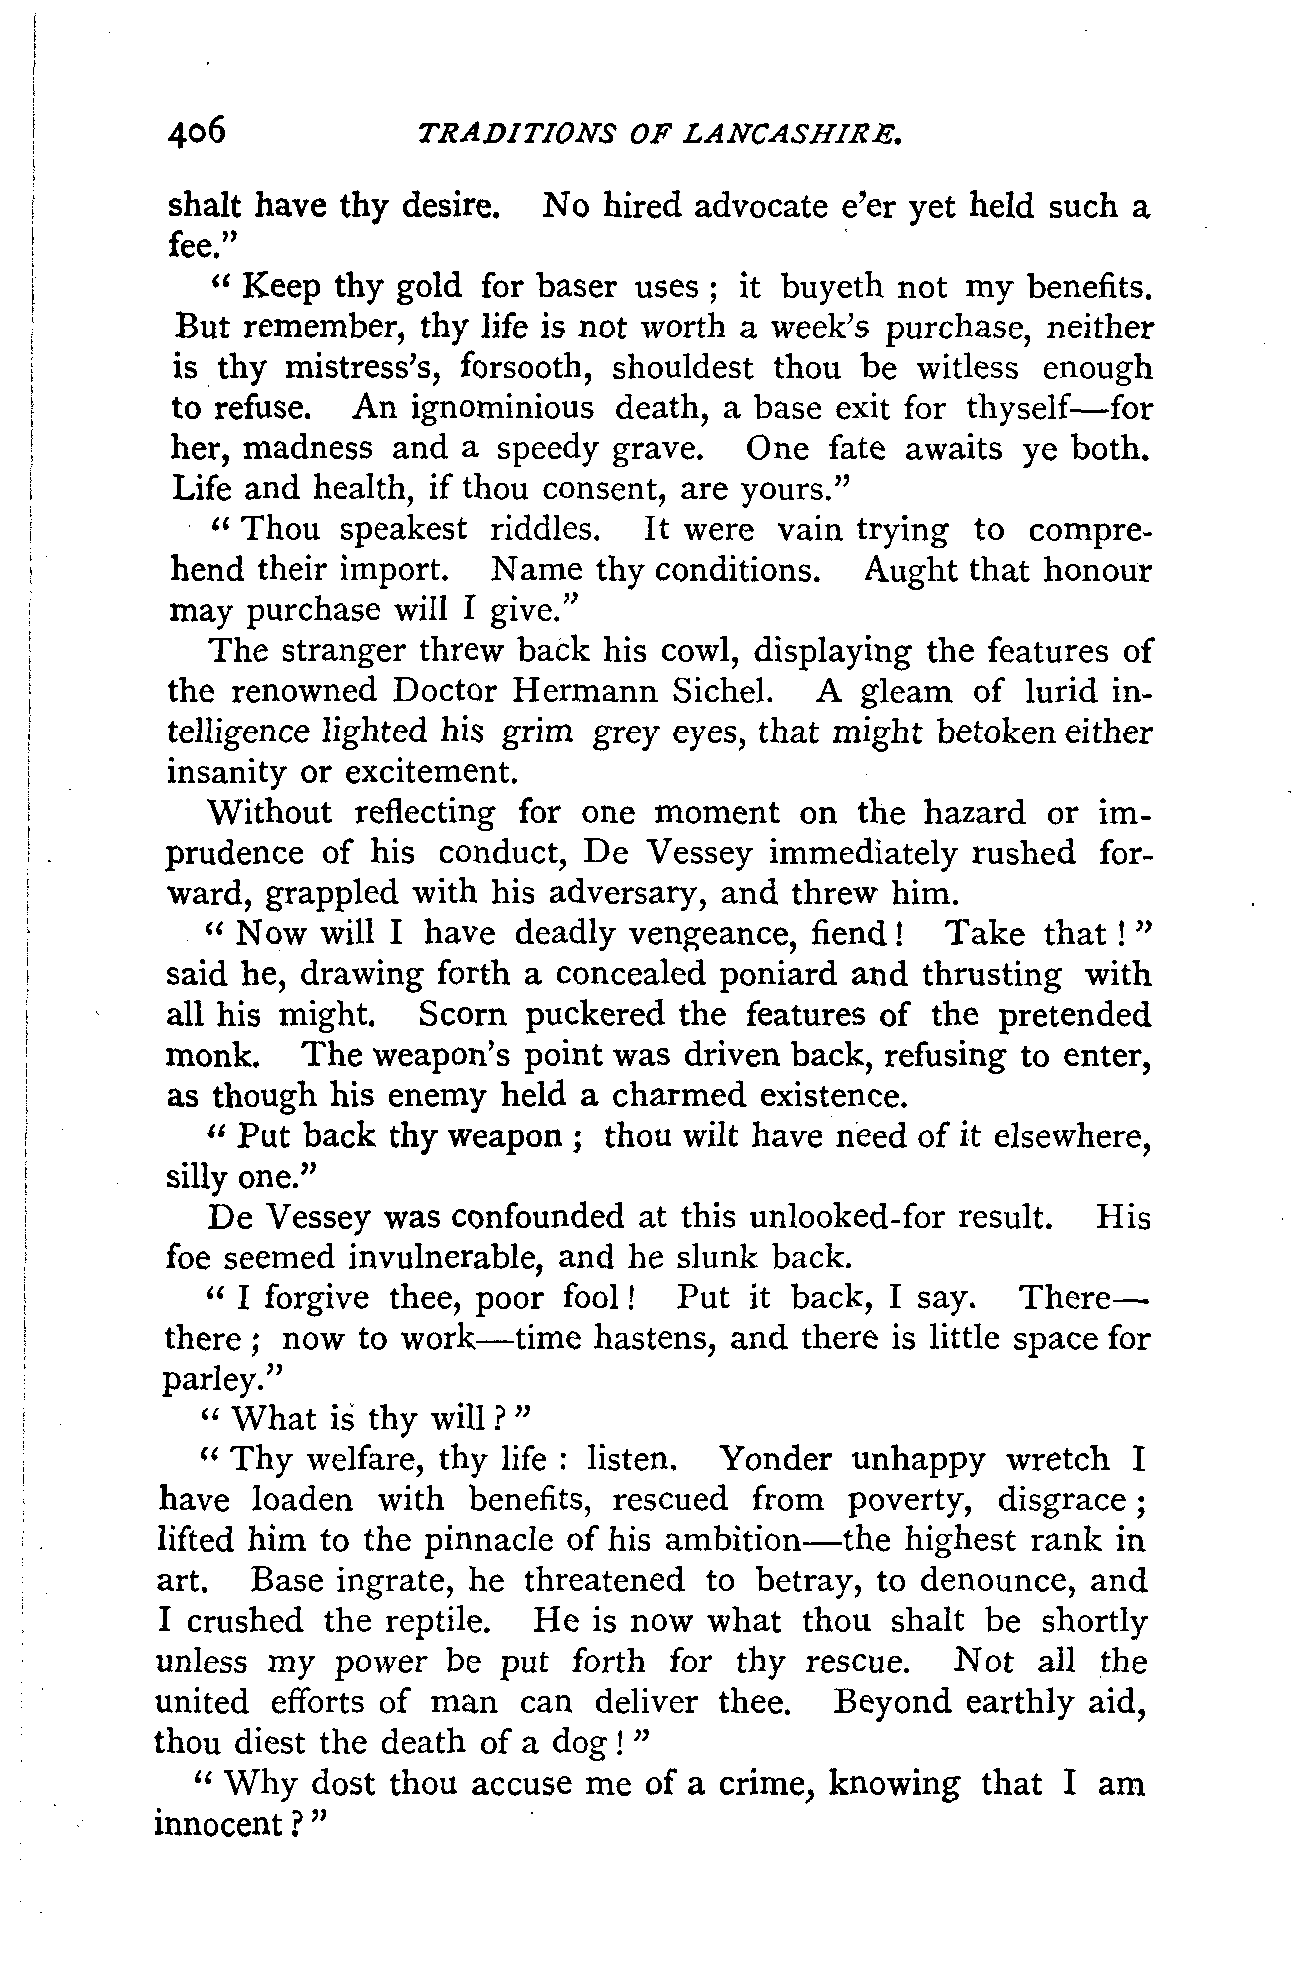 406 TRADITIONS OF LANCASHIRE.
shalt have thy desire. No hired advocate e'er yet held such a
fee."
" Keep thy gold for baser uses ; it buyeth not my benefits.
But remember, thy life is not worth a week's purchase, neither
is thy mistress's, forsooth, shouldest thou be witless enough
to refuse. An ignominious death, a base exit for thyself—for
her, madness and a speedy grave. One fate awaits ye both.
Life and health, if thou consent, are yours."
" Thou speakest riddles. It were vain trying to compre-
hend their import. Name thy conditions. Aught that honour
may purchase will I give."
The stranger threw back his cowl, displaying the features of
the renowned Doctor Hermann Sichel. A gleam of lurid in-
telligence lighted his grim grey eyes, that might betoken either
insanity or excitement.
Without reflecting for one moment on the hazard or im-
prudence of his conduct, De Vessey immediately rushed for-
ward, grappled with his adversary, and threw him.
" Now will I have deadly vengeance, fiend ! Take that ! "
said he, drawing forth a concealed poniard and thrusting with
all his might. Scorn puckered the features of the pretended
monk. The weapon's point was driven back, refusing to enter,
as though his enemy held a charmed existence.
" Put back thy weapon ; thou wilt have need of it elsewhere,
silly one."
De Vessey was confounded at this unlooked-for result. His
foe seemed invulnerable, and he slunk back.
" I forgive thee, poor fool ! Put it back, I say. There—
there ; now to work—time hastens, and there is little space for
parley."
" What is thy will ? "
" Thy welfare, thy life : listen. Yonder unhappy wretch I
have loaden with benefits, rescued from poverty, disgrace ;
lifted him to the pinnacle of his ambition—the highest rank in
art. Base ingrate, he threatened to betray, to denounce, and
I crushed the reptile. He is now what thou shalt be shortly
unless my power be put forth for thy rescue. Not all the
united efforts of man can deliver thee. Beyond earthly aid,
thou diest the death of a dog ! "
" Why dost thou accuse me of a crime, knowing that I am
innocent ? "